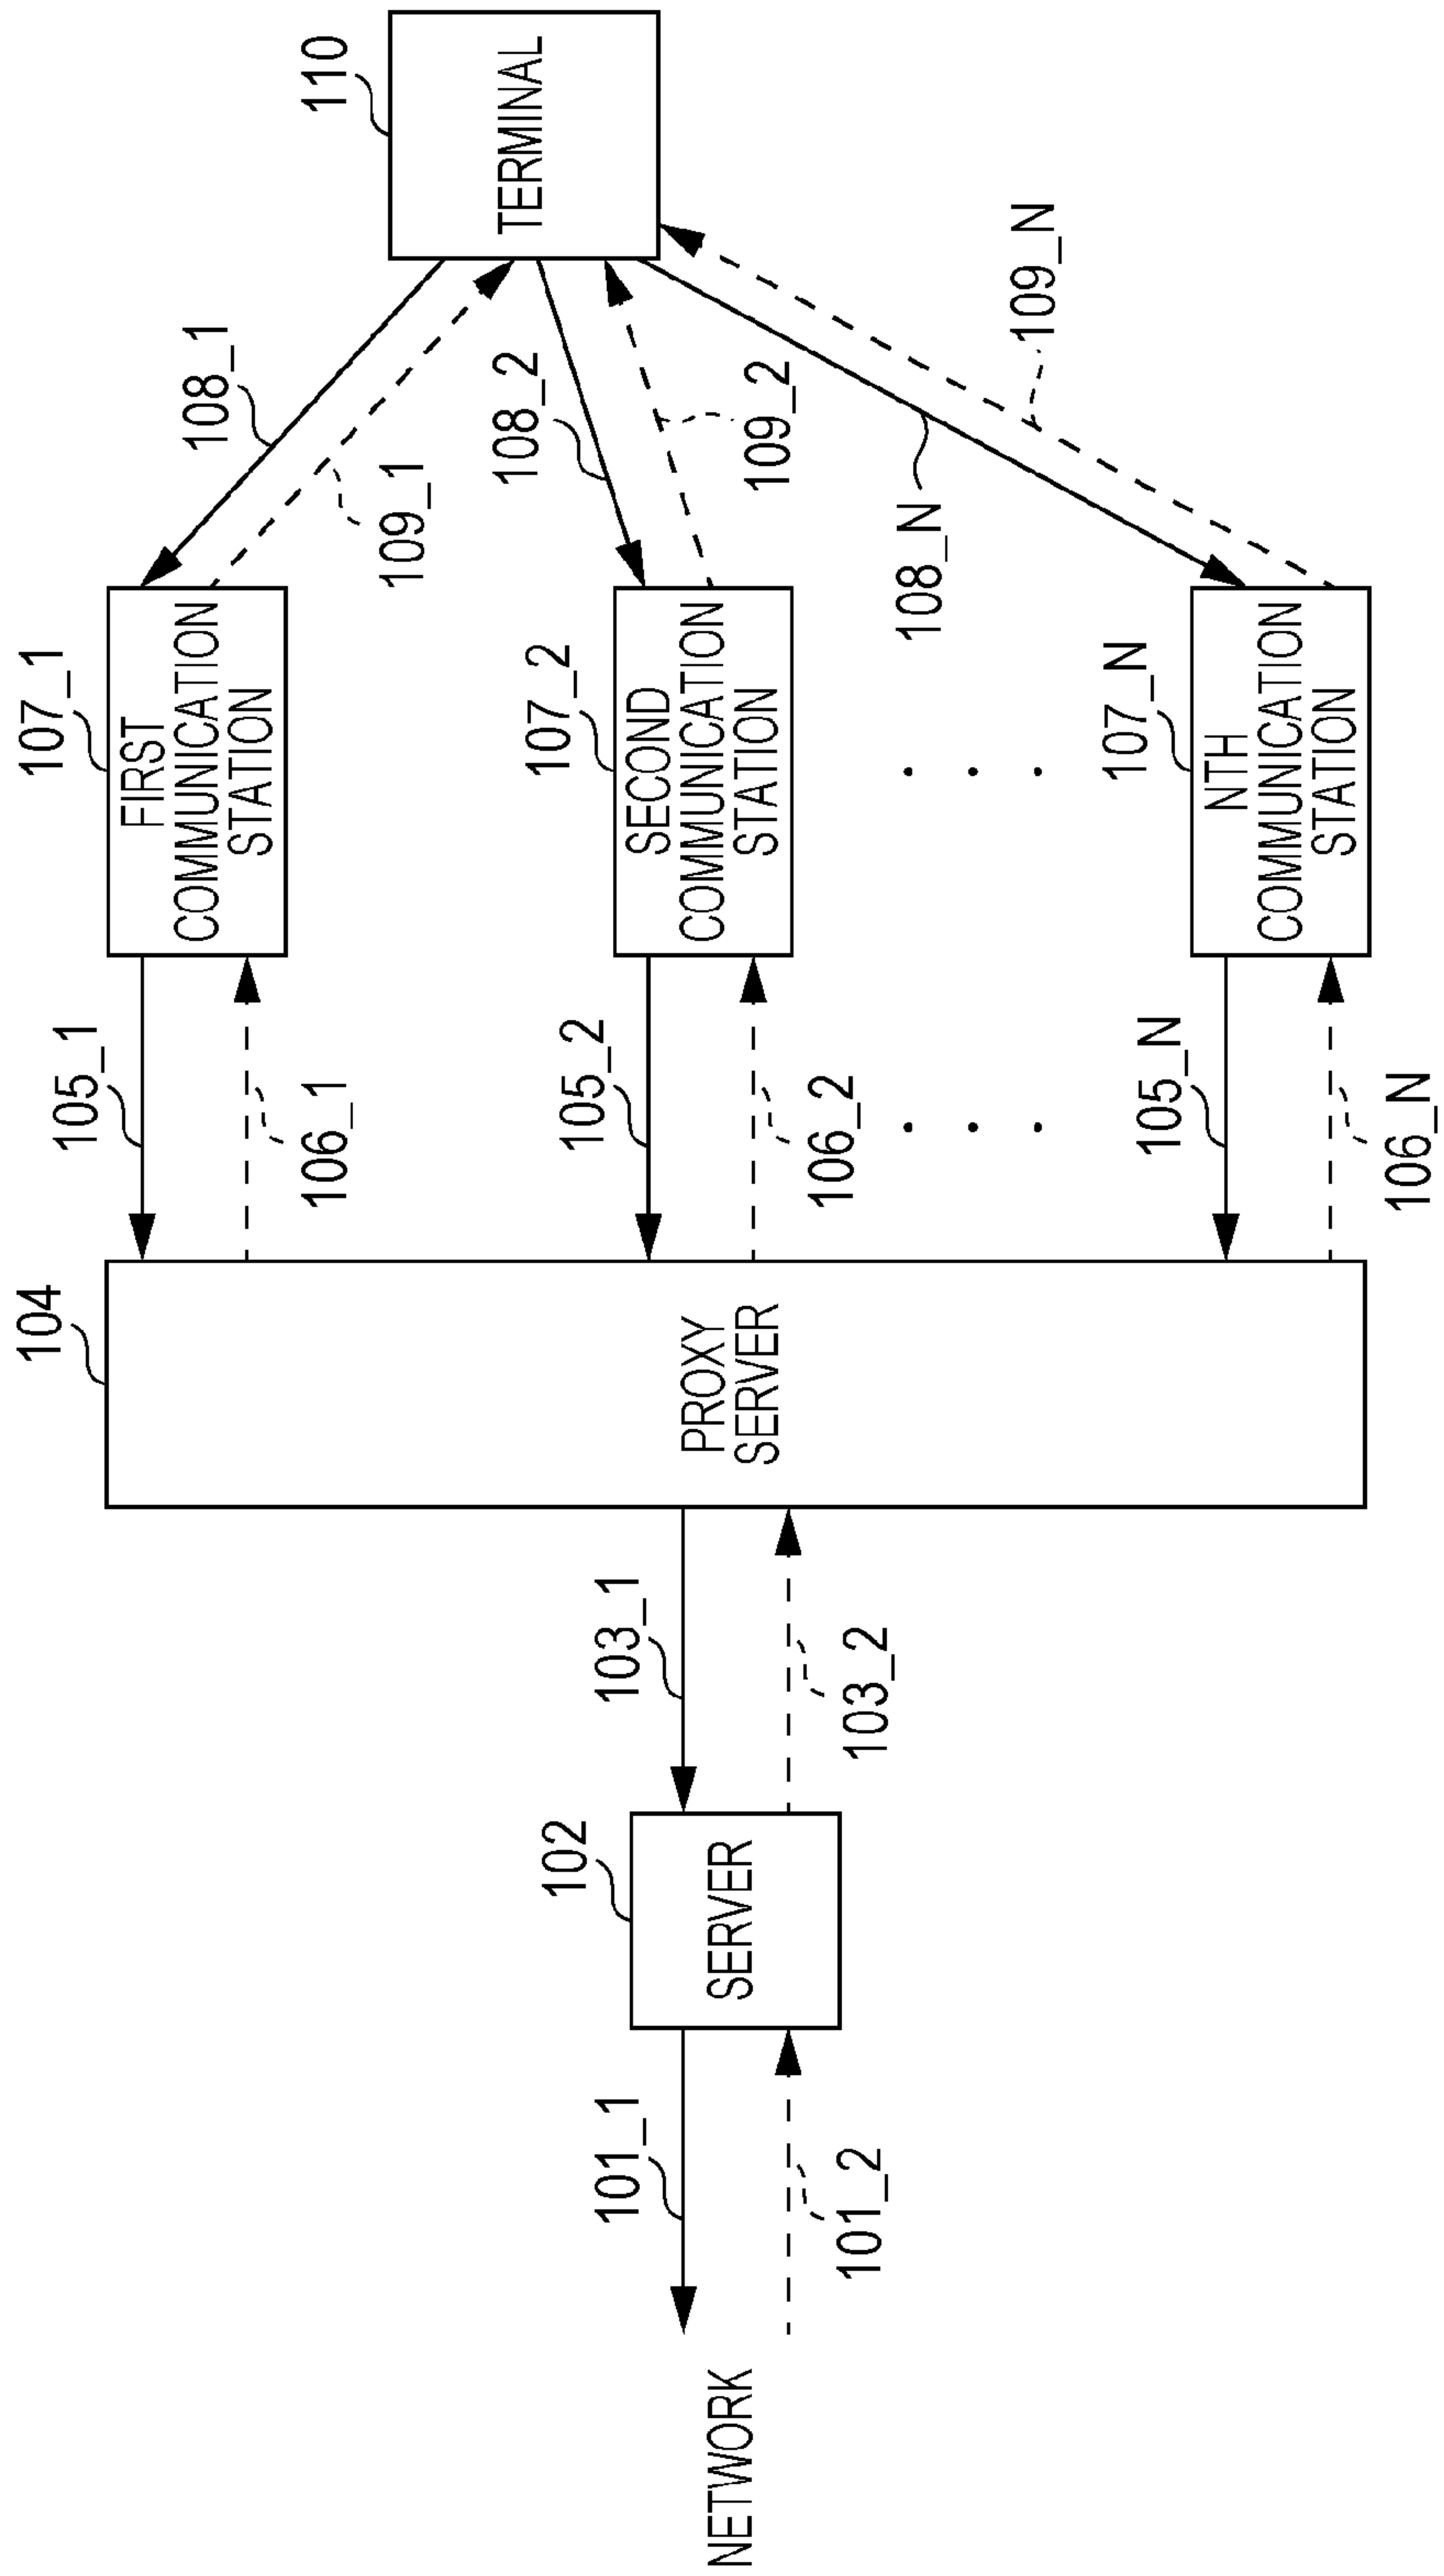 104
107_1
110
105_1
FIRST
COMMUNICATION
STATION
108_1
106_1
109_1
102
105_2
107_2
108_2
101_1
103_1
NETWORK
SERVER
PROXY
SERVER
SECOND
COMMUNICATION
STATION
TERMINAL
101_2
103_2
106_2
109_2
. . .
. . .
108_N
109_N
105_N
107_N
NTH
COMMUNICATION
STATION
106_N